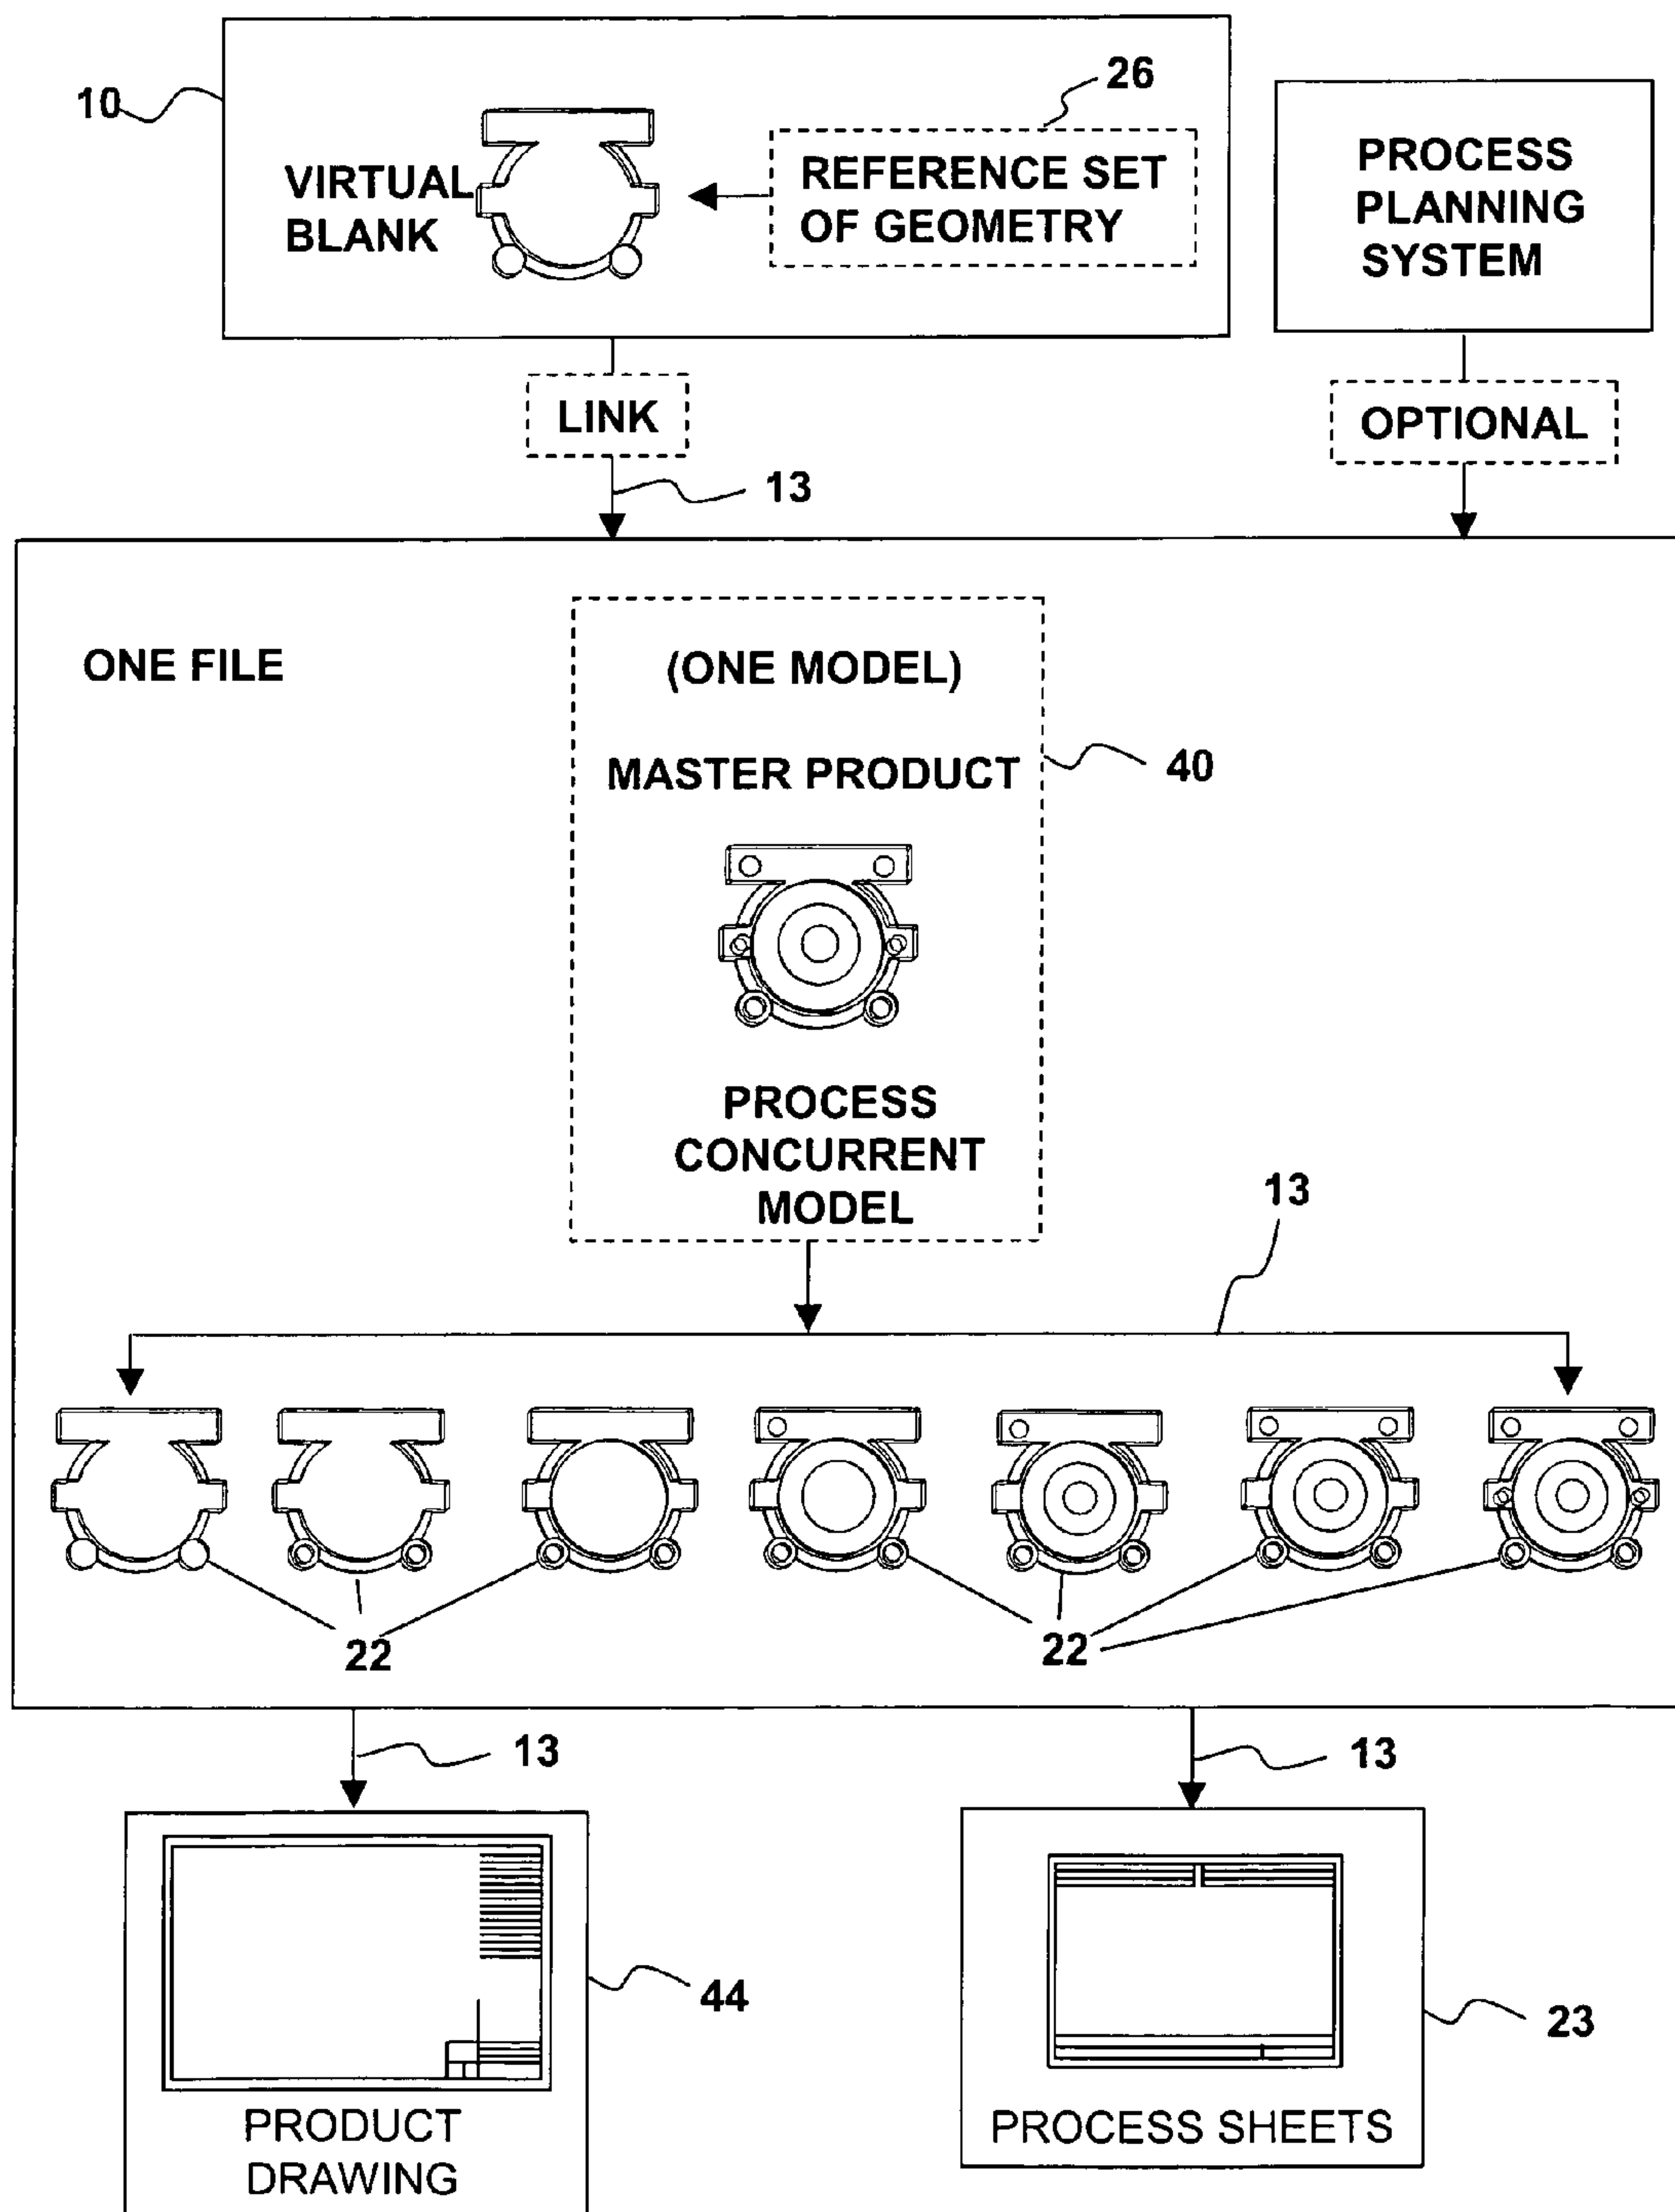 10
VIRTUAL
BLANK
26
REFERENCE SET
OF GEOMETRY
PROCESS
PLANNING
SYSTEM
LINK
OPTIONAL
13
ONE FILE
(ONE MODEL)
MASTER PRODUCT
40
PROCESS
CONCURRENT
MODEL
13
22
22
13
13
44
23
PRODUCT
DRAWING
PROCESS SHEETS